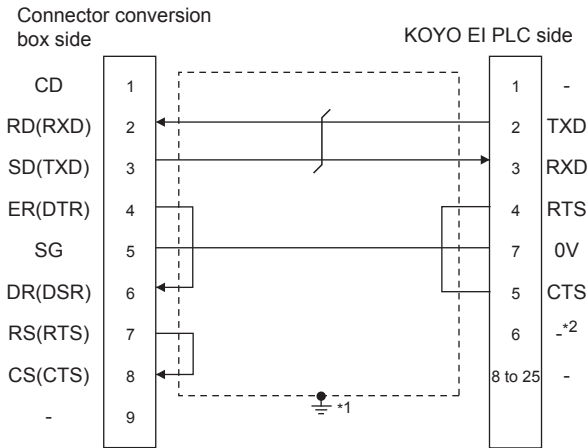 Connector conversion
box side
KOYO EI PLC side
CD 1 1 -
RD(RXD) 2 2 TXD
SD(TXD) 3 3 RXD
ER(DTR) 4 4 RTS
SG 5 7 0V
DR(DSR) 6 5 CTS
RS(RTS) 7 6 -*2
CS(CTS) 8 8 to 25 -
*1
- 9